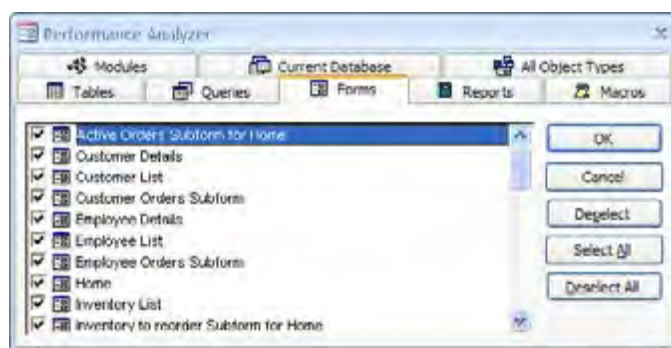 Performance Analyzer
Modules Current Database All Object Types
Tables Queries Forms Reports Macros
Active Orders Subform for Home
Customer Details
Customer List
Customer Orders Subform
Employee Details
Employee List
Employee Orders Subform
Home
Inventory List
Inventory to reorder Subform for Home
OK
Cancel
Deselect
Select All
Deselect All